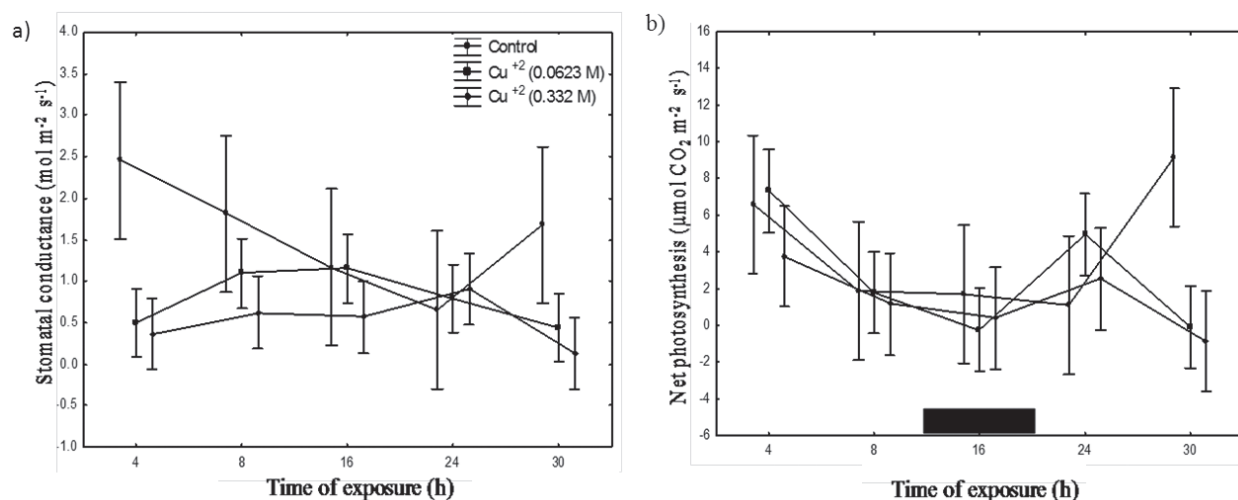 a)
Stomatal conductance (mol m⁻² s⁻¹)
4.0
3.5
3.0
2.5
2.0
1.5
1.0
0.5
0.0
-0.5
-1.0
Control
Cu⁺² (0.0623 M)
Cu⁺² (0.332 M)
4 8 16 24 30
Time of exposure (h)
b)
Net photosynthesis (µmol CO₂ m⁻² s⁻¹)
16
14
12
10
8
6
4
2
0
-2
-4
-6
4 8 16 24 30
Time of exposure (h)